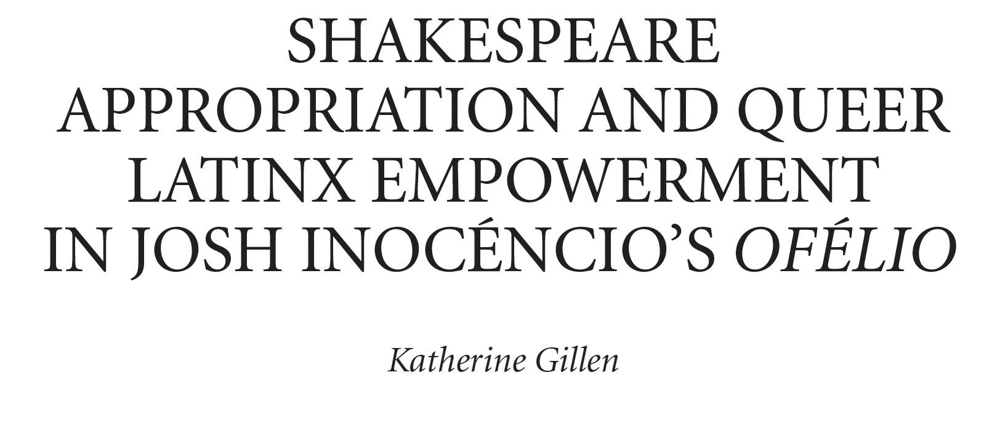 SHAKESPEARE
APPROPRIATION AND QUEER
LATINX EMPOWERMENT
IN JOSH INOCÉNCIO’S OFÉLIO
Katherine Gillen